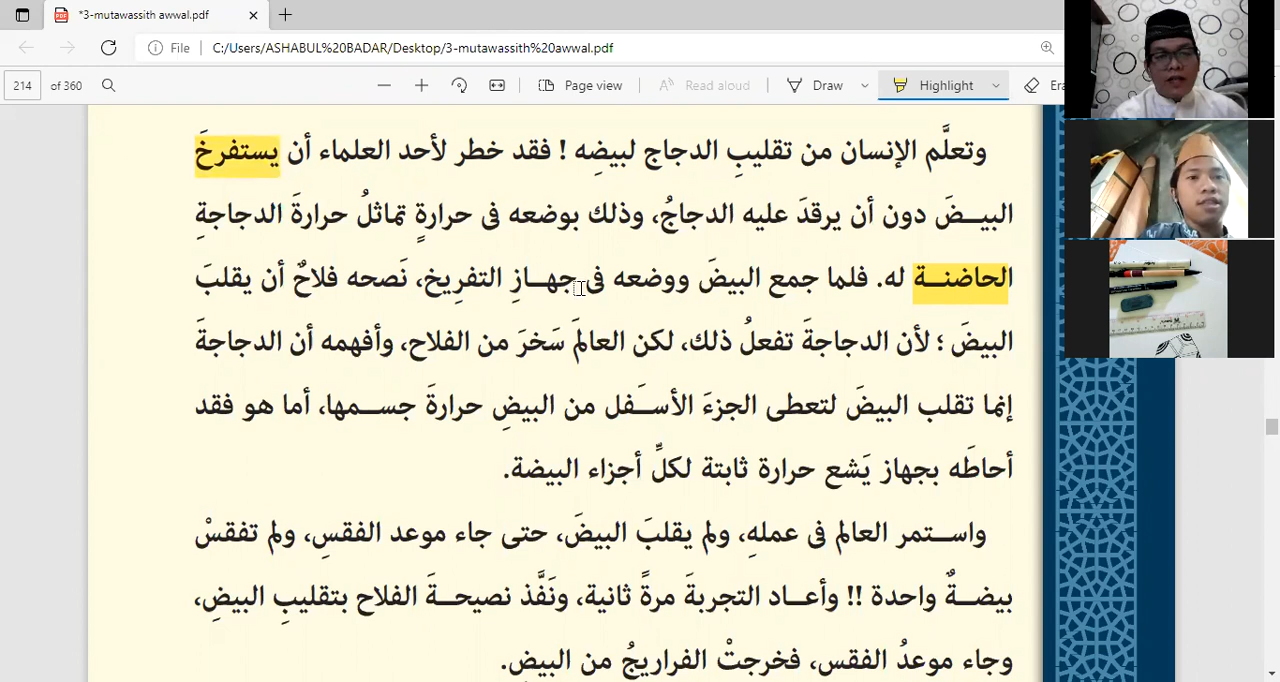 *3-mutawassith awwal.pdf
File C:/Users/ASHABUL%20BADAR/Desktop/3-mutawassith%20awwal.pdf
214 of 360 Page view Read aloud Draw Highlight
وتعلَّم الإنسان من تقليبِ الدجاج لبيضِه ! فقد خطر لأحد العلماء أن يستفرخَ
البيـضَ دون أن يرقدَ عليه الدجاجُ، وذلك بوضعه فى حرارةٍ تماثلُ حرارةَ الدجاجةِ
الحاضنـة له. فلما جمع البيضَ ووضعه فى جهـازِ التفرِيخ، نَصحه فلاحٌ أن يقلبَ
البيضَ ؛ لأن الدجاجةَ تفعلُ ذلك، لكن العالمَ سَخرَ من الفلاح، وأفهمه أن الدجاجةَ
إنما تقلب البيضَ لتعطى الجزءَ الأسـفل من البيضِ حرارةَ جسـمها، أما هو فقد
أحاطَه بجهاز يَشع حرارة ثابتة لكلِّ أجزاء البيضة.
واسـتمر العالم فى عملهِ، ولم يقلبَ البيضَ، حتى جاء موعد الفقسِ، ولم تفقسْ
بيضـةٌ واحدة !! وأعـاد التجربةَ مرةً ثانية، ونَفَّذ نصيحـةَ الفلاح بتقليبِ البيضِ،
وجاء موعدُ الفقس، فخرجتْ الفراريجُ من البيض.